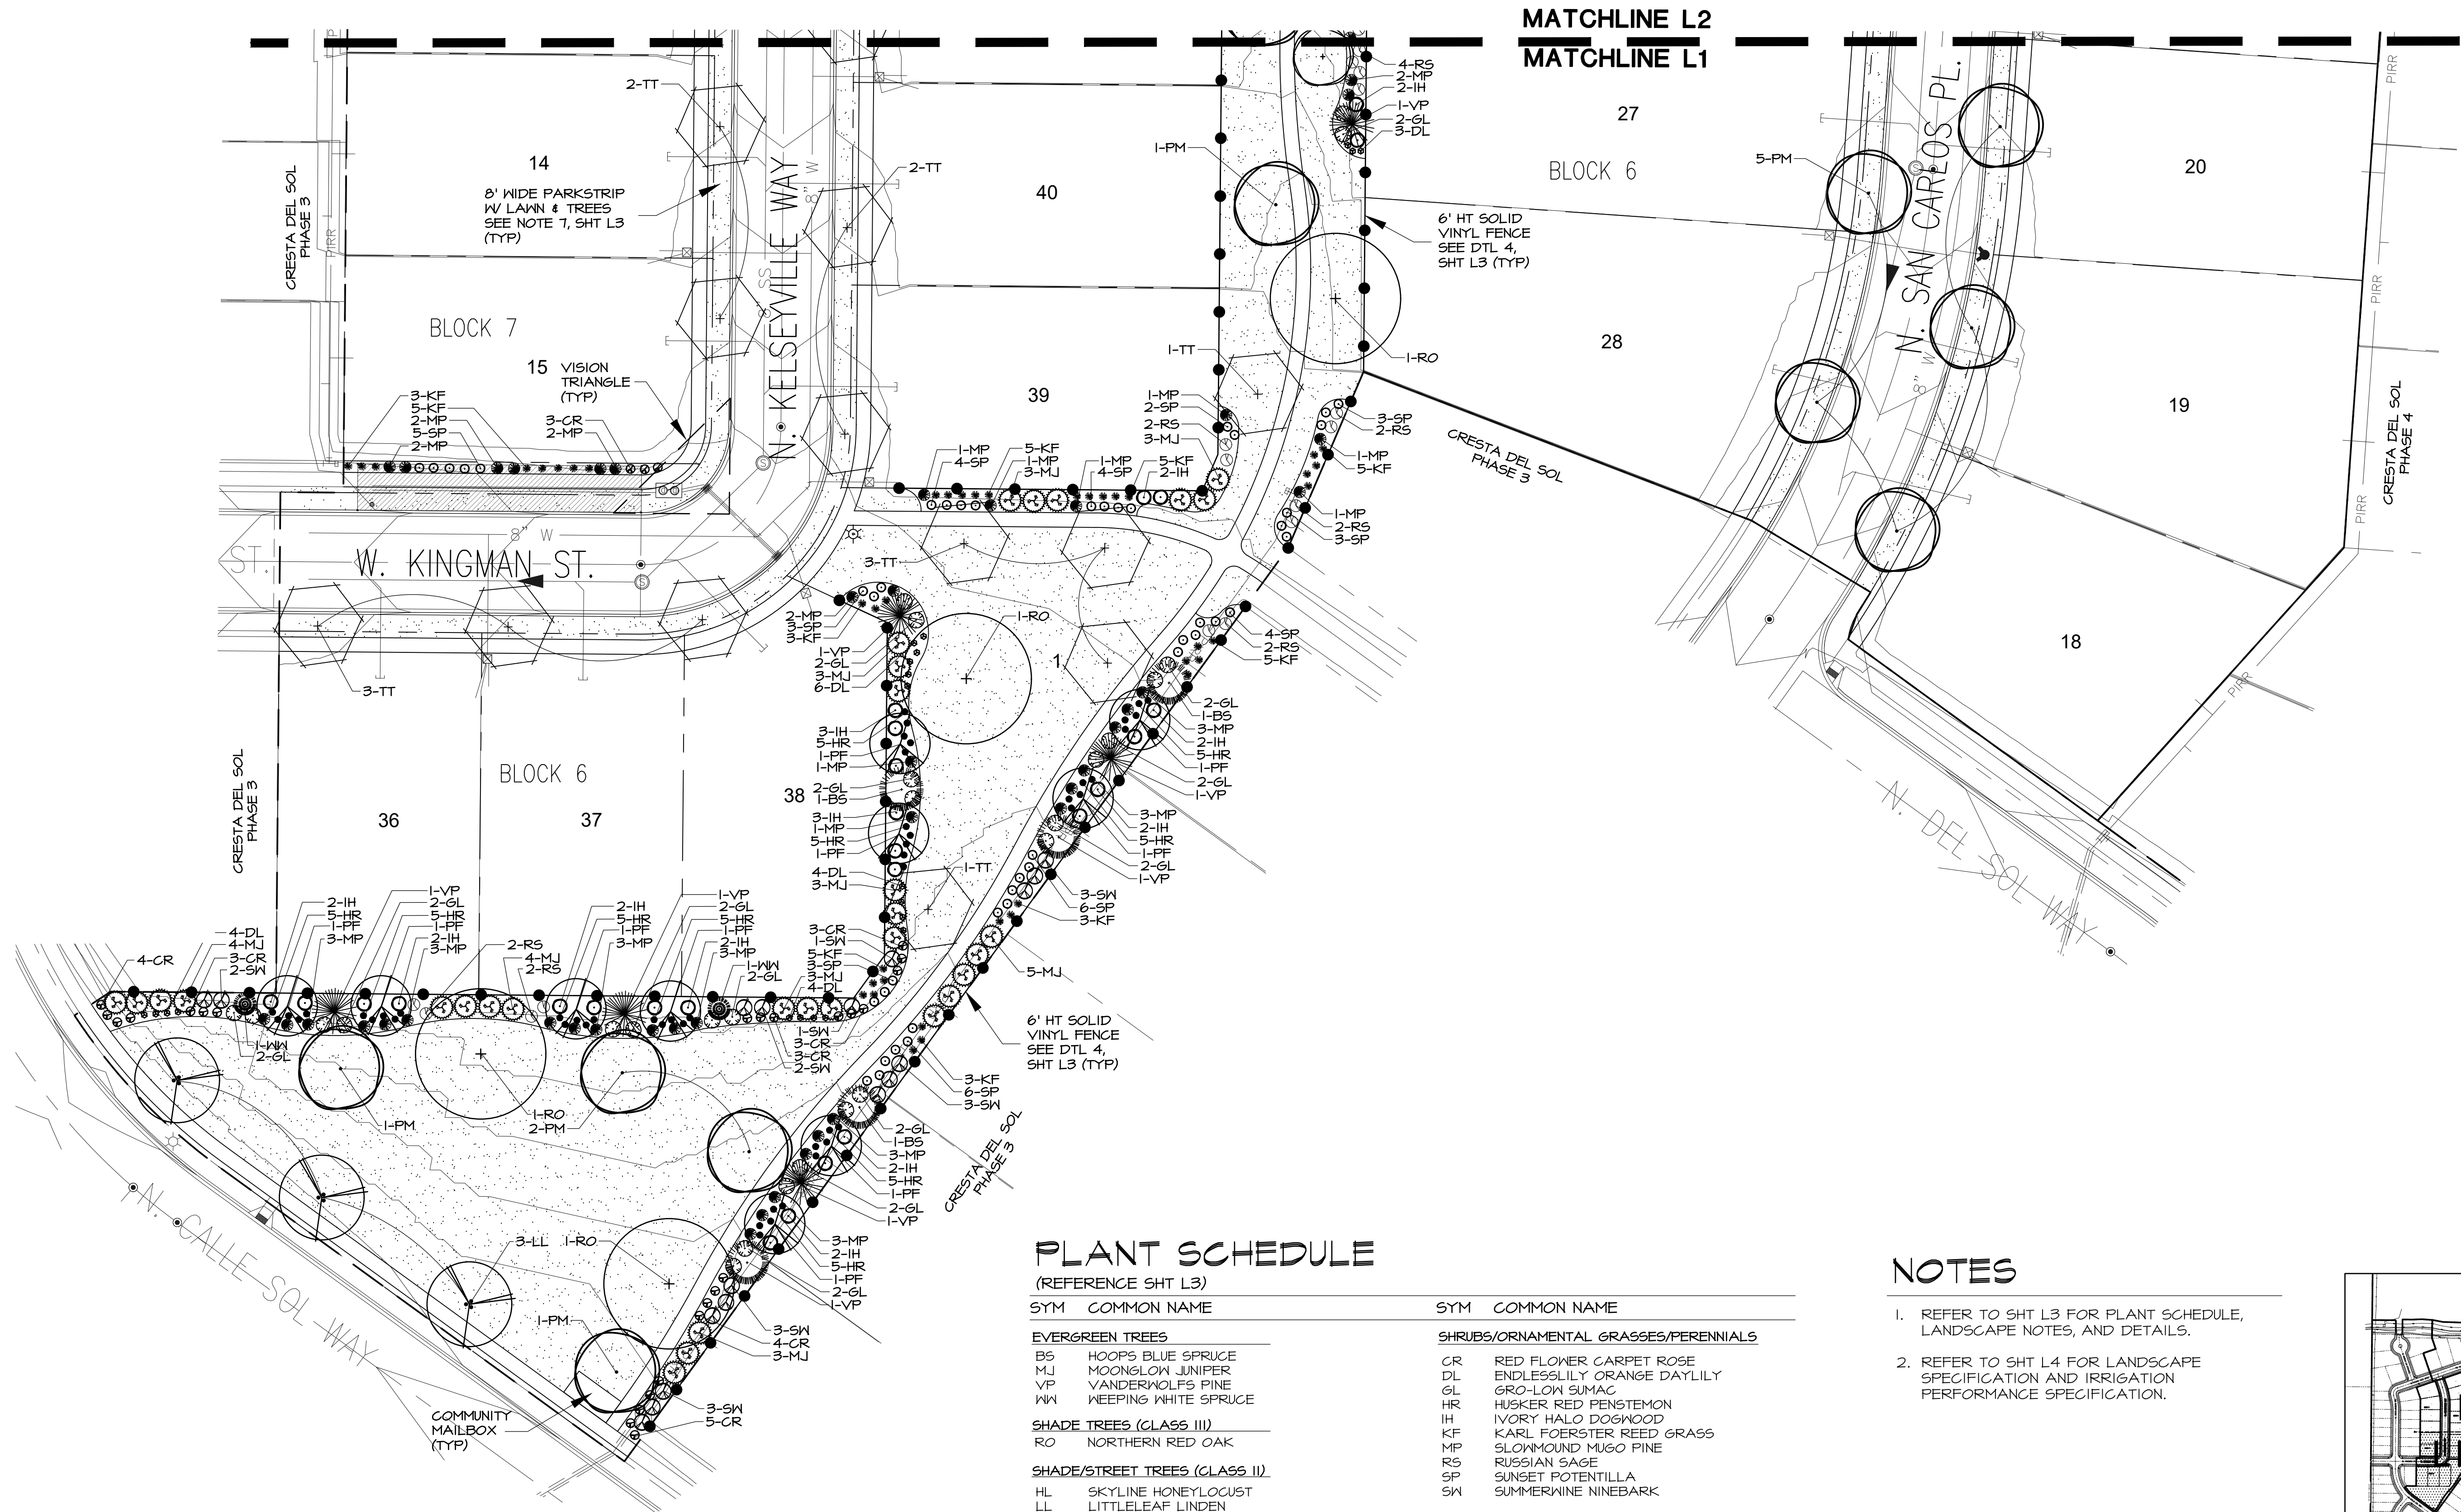 MATCHLINE L2
MATCHLINE L1
2-TT
14
8' WIDE PARKSTRIP
W/ LAWN & TREES
SEE NOTE 7, SHT L3
(TYP)
CRESTA DEL SOL
PHASE 3
PIRR
BLOCK 7
15
VISION
TRIANGLE
(TYP)
3-KF
5-KF
2-MP
5-SP
2-MP
3-CR
2-MP
N. KELSEYVILLE WAY
8" W
8" SS
2-TT
40
39
1-PM
1-TT
1-RO
4-RS
2-MP
2-IH
1-VP
2-GL
3-DL
27
BLOCK 6
6' HT SOLID
VINYL FENCE
SEE DTL 4,
SHT L3 (TYP)
28
5-PM
N. SAN CARLOS PL.
8" W
20
19
18
PIRR
PIRR
PIRR
PIRR
CRESTA DEL SOL
PHASE 4
CRESTA DEL SOL
PHASE 3
N. DEL SOL WAY
1-MP
2-SP
2-RS
3-MJ
1-MP
4-SP
5-KF
1-MP
3-MJ
1-MP
4-SP
5-KF
2-IH
3-SP
2-RS
1-MP
5-KF
1-MP
2-RS
3-SP
8" W
ST.
W. KINGMAN ST.
3-TT
3-TT
2-MP
3-SP
3-KF
1-VP
2-GL
3-MJ
6-DL
1-RO
1
3-IH
5-HR
1-PF
1-MP
2-GL
1-BS
3-IH
1-MP
5-HR
1-PF
4-DL
3-MJ
1-TT
3-CR
1-SW
5-KF
3-SP
3-MJ
4-DL
4-SP
2-RS
5-KF
2-GL
1-BS
3-MP
2-IH
5-HR
1-PF
2-GL
1-VP
3-MP
2-IH
5-HR
1-PF
2-GL
1-VP
3-SW
6-SP
3-KF
5-MJ
6' HT SOLID
VINYL FENCE
SEE DTL 4,
SHT L3 (TYP)
CRESTA DEL SOL
PHASE 3
BLOCK 6
36
37
38
4-CR
4-DL
4-MJ
3-CR
2-SW
2-IH
5-HR
1-PF
3-MP
1-VP
2-GL
5-HR
1-PF
2-IH
3-MP
2-RS
4-MJ
2-RS
2-IH
5-HR
1-PF
3-MP
1-VP
2-GL
5-HR
1-PF
2-IH
3-MP
1-WW
2-GL
1-WW
2-GL
1-SW
3-CR
3-CR
2-SW
1-PM
1-RO
2-PM
3-KF
6-SP
3-SW
2-GL
1-BS
3-MP
2-IH
5-HR
1-PF
2-GL
1-VP
CRESTA DEL SOL
PHASE 3
3-MP
2-IH
5-HR
1-PF
2-GL
1-VP
3-SW
4-CR
3-MJ
3-SW
5-CR
3-LL
1-RO
1-PM
N. CALLE SOL WAY
COMMUNITY
MAILBOX
(TYP)
PLANT SCHEDULE
(REFERENCE SHT L3)
SYM COMMON NAME
EVERGREEN TREES
BS HOOPS BLUE SPRUCE
MJ MOONGLOW JUNIPER
VP VANDERWOLFS PINE
WW WEEPING WHITE SPRUCE
SHADE TREES (CLASS III)
RO NORTHERN RED OAK
SHADE/STREET TREES (CLASS II)
HL SKYLINE HONEYLOCUST
LL LITTLELEAF LINDEN
SYM COMMON NAME
SHRUBS/ORNAMENTAL GRASSES/PERENNIALS
CR RED FLOWER CARPET ROSE
DL ENDLESSLILY ORANGE DAYLILY
GL GRO-LOW SUMAC
HR HUSKER RED PENSTEMON
IH IVORY HALO DOGWOOD
KF KARL FOERSTER REED GRASS
MP SLOWMOUND MUGO PINE
RS RUSSIAN SAGE
SP SUNSET POTENTILLA
SW SUMMERWINE NINEBARK
NOTES
1. REFER TO SHT L3 FOR PLANT SCHEDULE,
LANDSCAPE NOTES, AND DETAILS.
2. REFER TO SHT L4 FOR LANDSCAPE
SPECIFICATION AND IRRIGATION
PERFORMANCE SPECIFICATION.